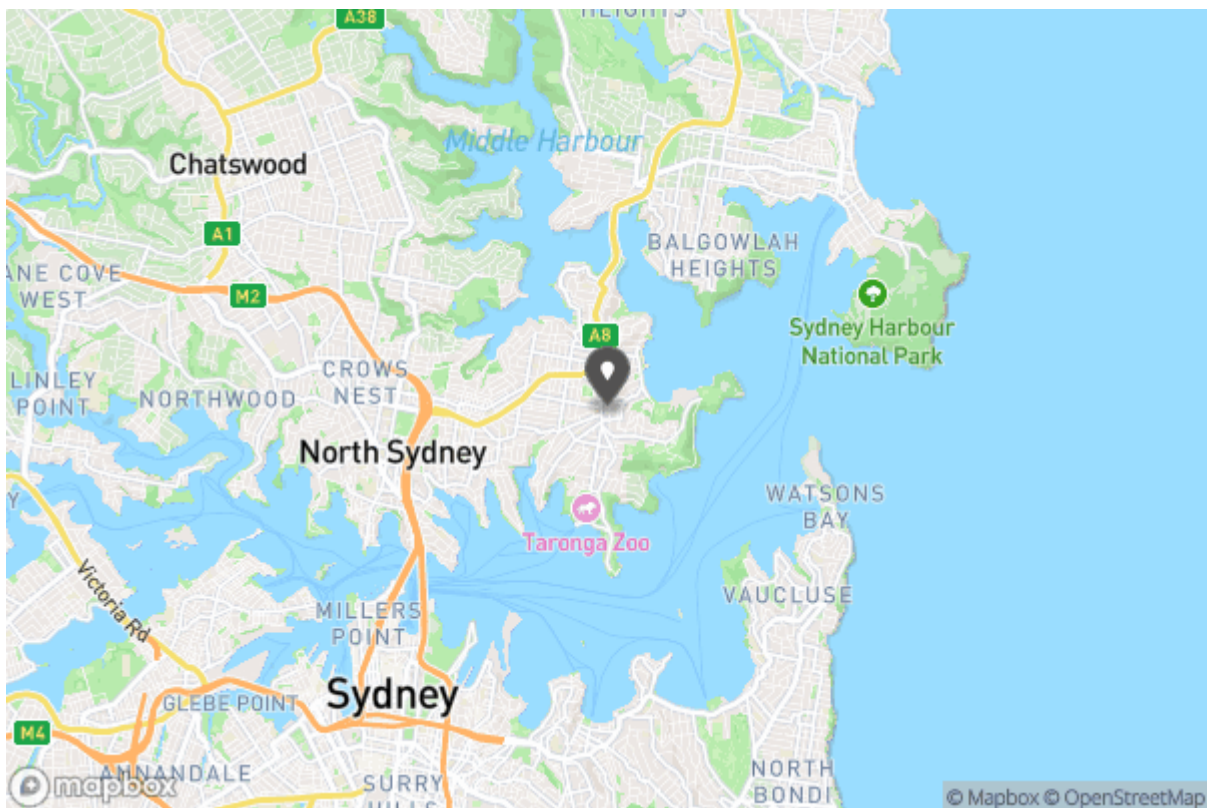 A38
HEIGHTS
Middle Harbour
Chatswood
A1
BALGOWLAH
HEIGHTS
ANE COVE
WEST
M2
A8
Sydney Harbour
National Park
CROWS
NEST
LINLEY
POINT
NORTHWOOD
North Sydney
WATSONS
BAY
Y
Taronga Zoo
Victoria Rd
VAUCLUSE
MILLERS
POINT
Sydney
GLEBE POINT
M4
ANNANDALE
mapbox
SURRY
HILLS
NORTH
BONDI
© Mapbox © OpenStreetMap